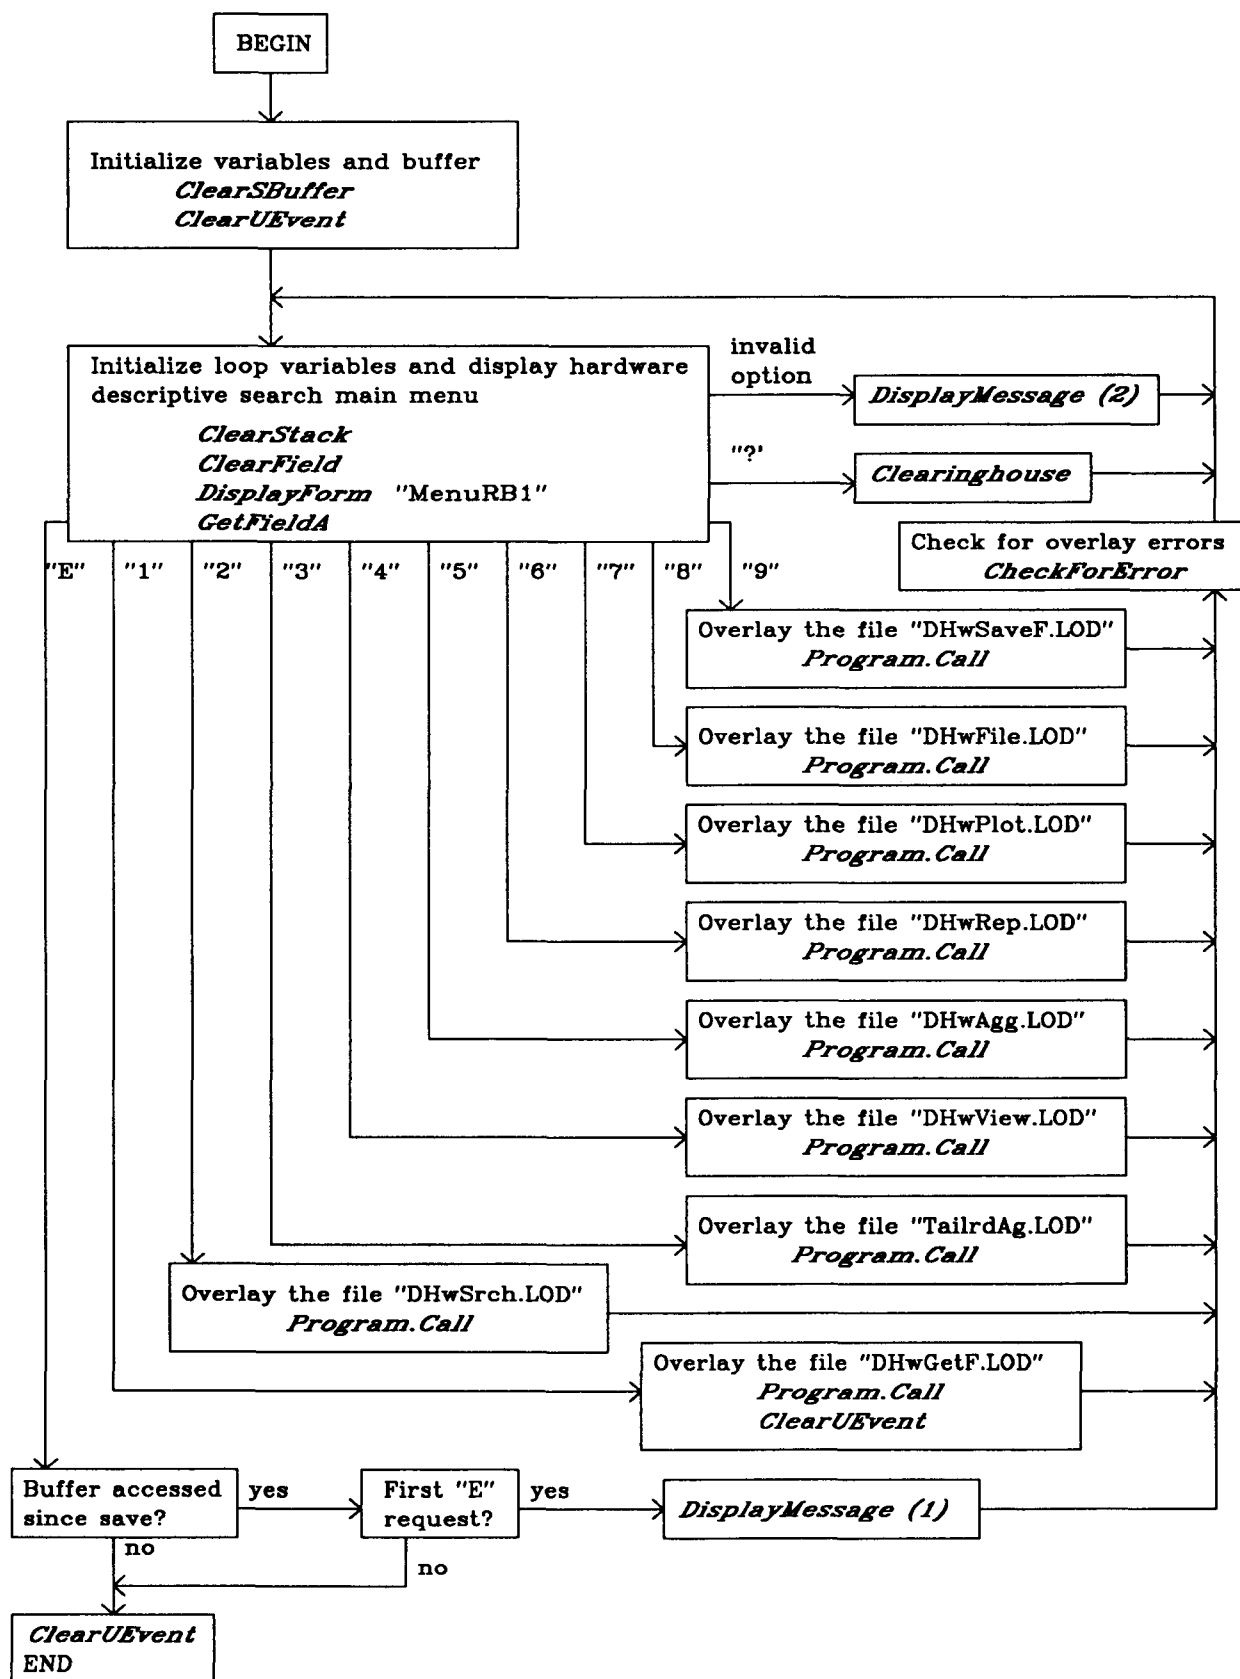 BEGIN
Initialize variables and buffer
ClearSBuffer
ClearUEvent
Initialize loop variables and display hardware
descriptive search main menu
ClearStack
ClearField
DisplayForm "MenuRB1"
GetFieldA
invalid
option
DisplayMessage (2)
"?'
Clearinghouse
Check for overlay errors
CheckForError
"E" "1" "2" "3" "4" "5" "6" "7" "8" "9"
Overlay the file "DHwSaveF.LOD"
Program.Call
Overlay the file "DHwFile.LOD"
Program.Call
Overlay the file "DHwPlot.LOD"
Program.Call
Overlay the file "DHwRep.LOD"
Program.Call
Overlay the file "DHwAgg.LOD"
Program.Call
Overlay the file "DHwView.LOD"
Program.Call
Overlay the file "TailrdAg.LOD"
Program.Call
Overlay the file "DHwSrch.LOD"
Program.Call
Overlay the file "DHwGetF.LOD"
Program.Call
ClearUEvent
Buffer accessed
since save?
yes
First "E"
request?
yes
DisplayMessage (1)
no
no
ClearUEvent
END